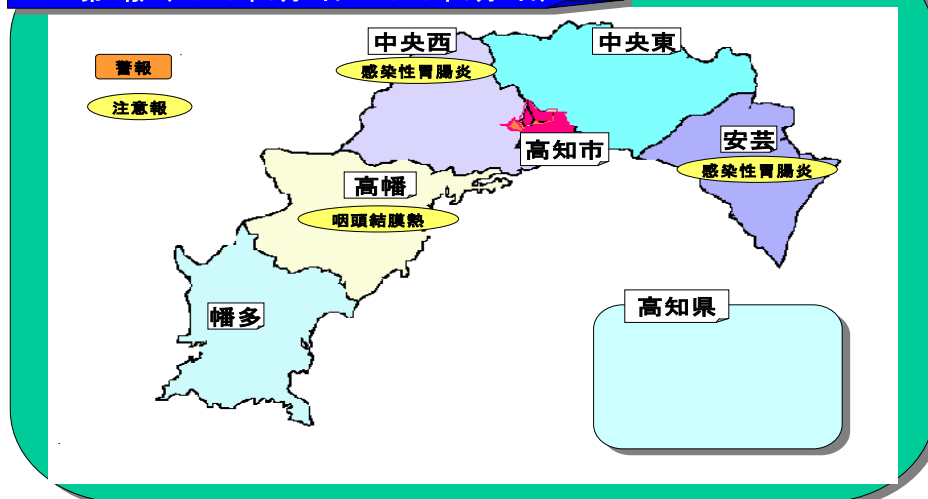 中央西
中央東
警報
感染性胃腸炎
注意報
高知市
安芸
感染性胃腸炎
高幡
咽頭結膜熱
幡多
高知県